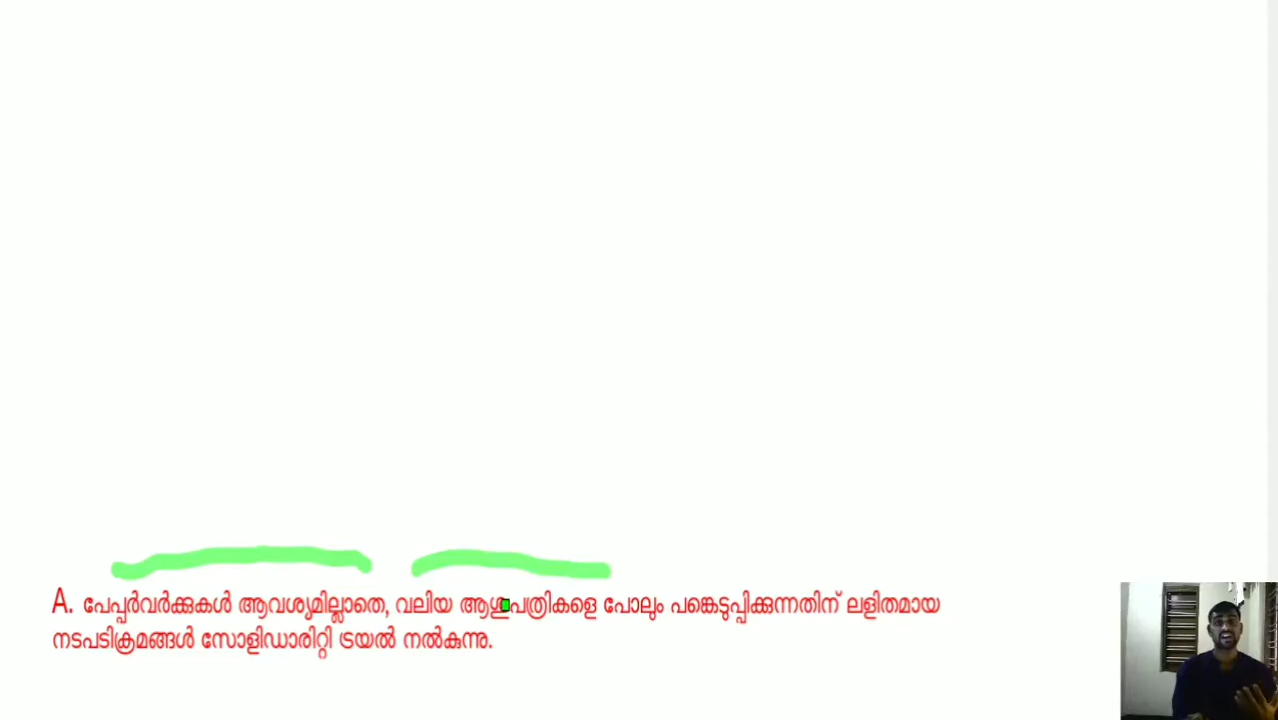 A. പേപ്പർവർക്കുകൾ ആവശ്യമില്ലാതെ, വലിയ ആശുപത്രികളെ പോലും പങ്കെടുപ്പിക്കുന്നതിന് ലളിതമായ
നടപടിക്രമങ്ങൾ സോളിഡാരിറ്റി ട്രയൽ നൽകുന്നു.